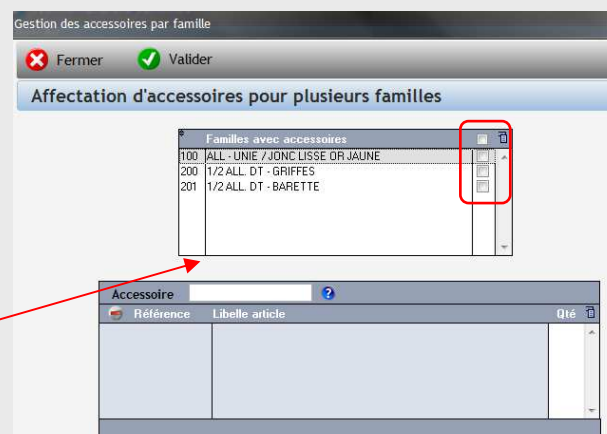 Gestion des accessoires par famille
Fermer Valider
Affectation d'accessoires pour plusieurs familles
Familles avec accessoires
100 ALL - UNIE / JONC LISSE OR JAUNE
200 1/2 ALL. DT - GRIFFES
201 1/2 ALL. DT - BARETTE
Accessoire ?
Référence Libelle article Qté